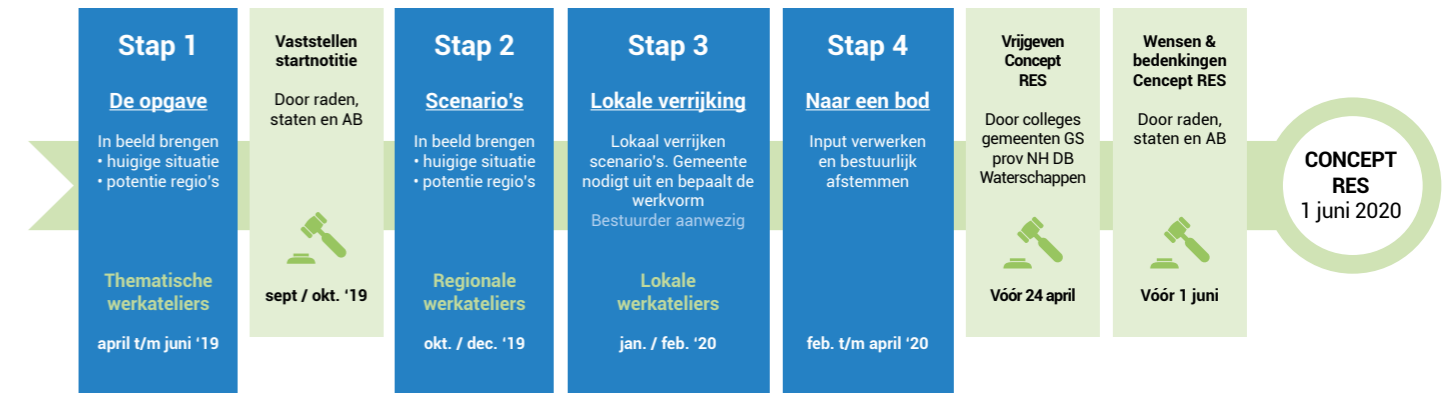 Stap 1
De opgave
In beeld brengen
• huigige situatie
• potentie regio's
Thematische
werkateliers
april t/m juni ‘19
Vaststellen
startnotitie
Door raden,
staten en AB
sept / okt. ‘19
Stap 2
Scenario's
In beeld brengen
• huigige situatie
• potentie regio's
Regionale
werkateliers
okt. / dec. ‘19
Stap 3
Lokale verrijking
Lokaal verrijken
scenario's. Gemeente
nodigt uit en bepaalt de
werkvorm
Bestuurder aanwezig
Lokale
werkateliers
jan. / feb. ‘20
Stap 4
Naar een bod
Input verwerken
en bestuurlijk
afstemmen
feb. t/m april ‘20
Vrijgeven
Concept
RES
Door colleges
gemeenten GS
prov NH DB
Waterschappen
Vóór 24 april
Wensen &
bedenkingen
Cencept RES
Door raden,
staten en AB
Vóór 1 juni
CONCEPT
RES
1 juni 2020